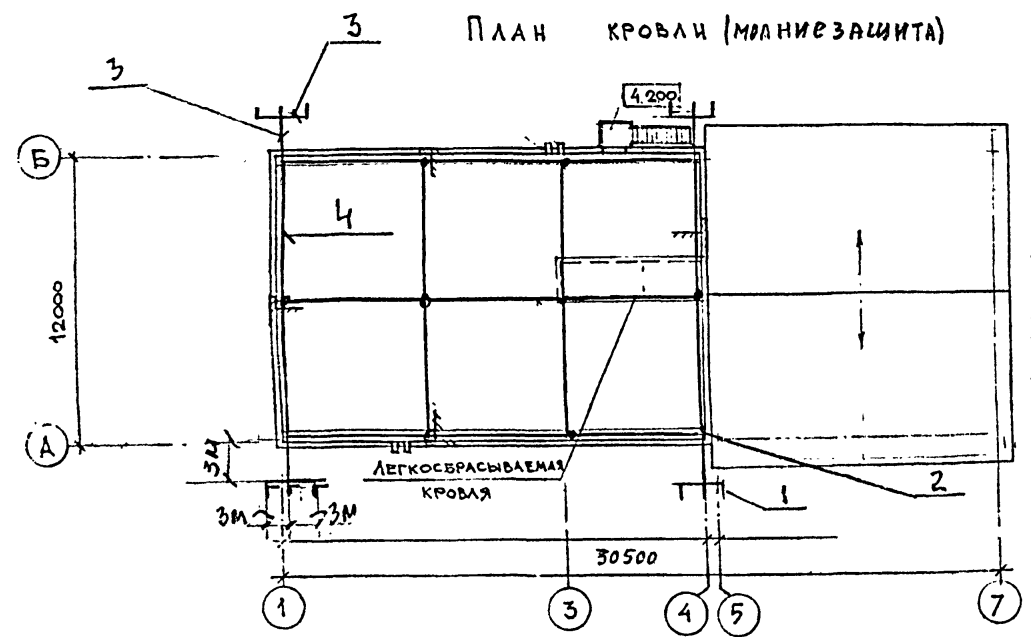 ПЛАН КРОВЛИ (МОЛНИЕЗАЩИТА)
3
3
4.200
Б
4
12000
А
3М
ЛЕГКОСБРАСЫВАЕМАЯ
КРОВЛЯ
2
1
3М 3М
30500
1 3 4 5 7